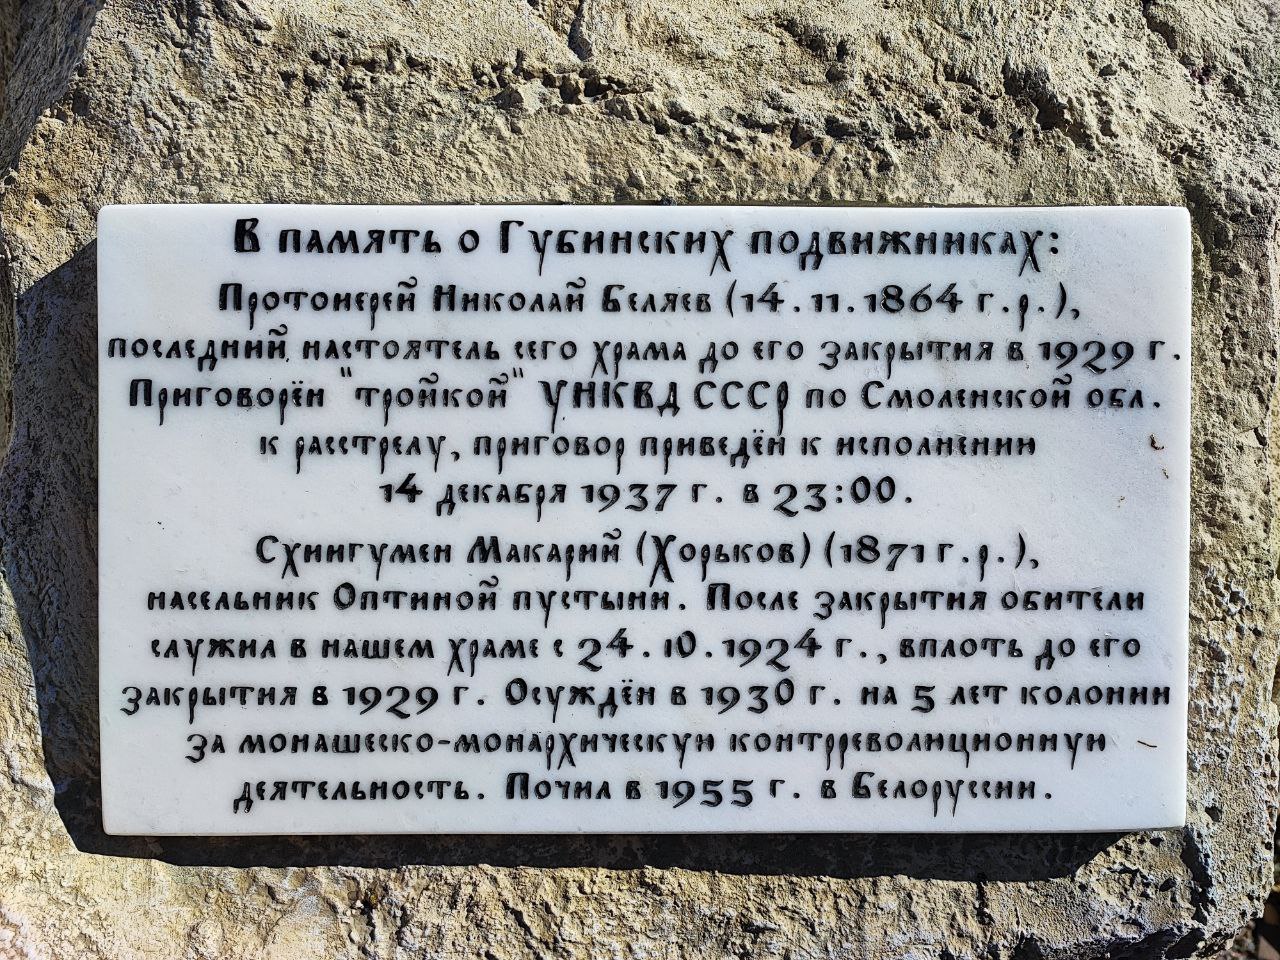 В память о Губинских подвижниках:
Протоиерей Николай Беляев (14.11.1864 г.р.),
последний настоятель сего храма до его закрытия в 1929 г.
Приговорён "тройкой" УНКВД СССР по Смоленской обл.
к расстрелу, приговор приведён к исполнении
14 декабря 1937 г. в 23:00.
Схиигумен Макарий (Хорьков) (1871 г.р.),
насельник Оптиной пустыни. После закрытия обители
служил в нашем храме с 24.10.1924 г., вплоть до его
закрытия в 1929 г. Осуждён в 1930 г. на 5 лет колонии
за монашеско-монархическуи контрреволиционнуи
деятельность. Почил в 1955 г. в Белоруссии.